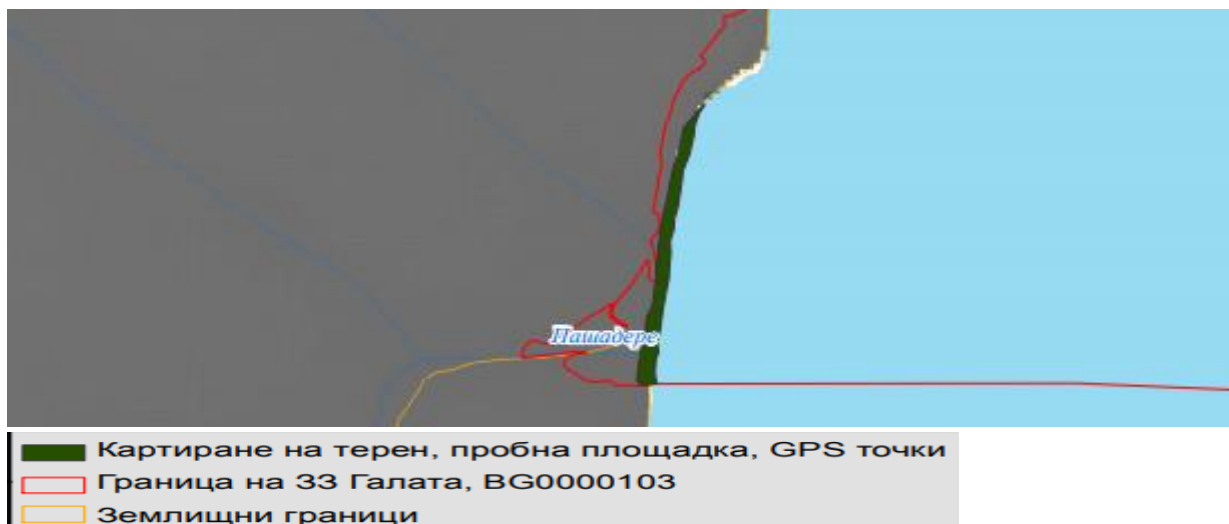 Пашадере
Картиране на терен, пробна площадка, GPS точки
Граница на ЗЗ Галата, BG0000103
Землищни граници